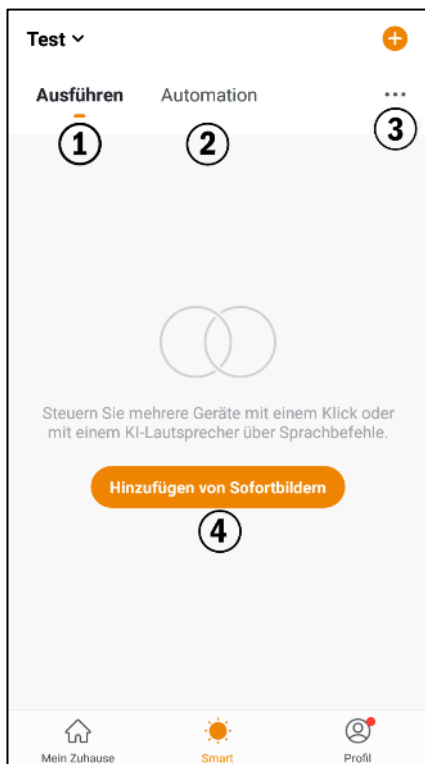 Test
Ausführen Automation ...
1 2 3
Steuern Sie mehrere Geräte mit einem Klick oder
mit einem KI-Lautsprecher über Sprachbefehle.
Hinzufügen von Sofortbildern
4
Mein Zuhause Smart Profil